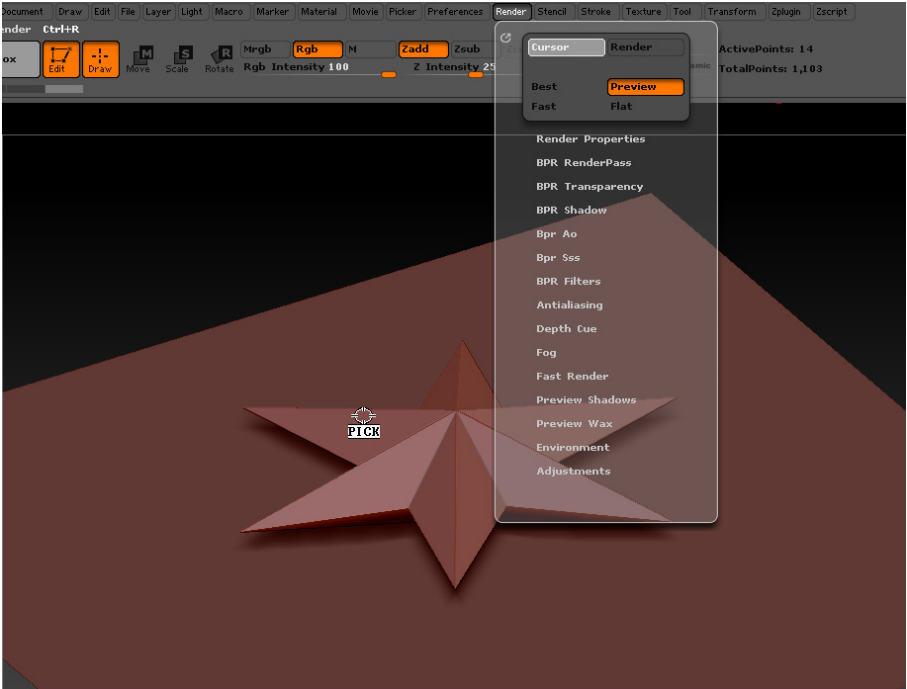 Document Draw Edit File Layer Light Macro Marker Material Movie Picker Preferences Render Stencil Stroke Texture Tool Transform Zplugin Zscript
ender Ctrl+R
ox Edit Draw Move Scale Rotate
M S R
Mrgb Rgb M Zadd Zsub
Rgb Intensity 100 Z Intensity 25
Cursor Render
Best Preview
Fast Flat
amic
ActivePoints: 14
TotalPoints: 1,103
Render Properties
BPR RenderPass
BPR Transparency
BPR Shadow
Bpr Ao
Bpr Sss
BPR Filters
Antialiasing
Depth Cue
Fog
Fast Render
Preview Shadows
Preview Wax
Environment
Adjustments
PICK